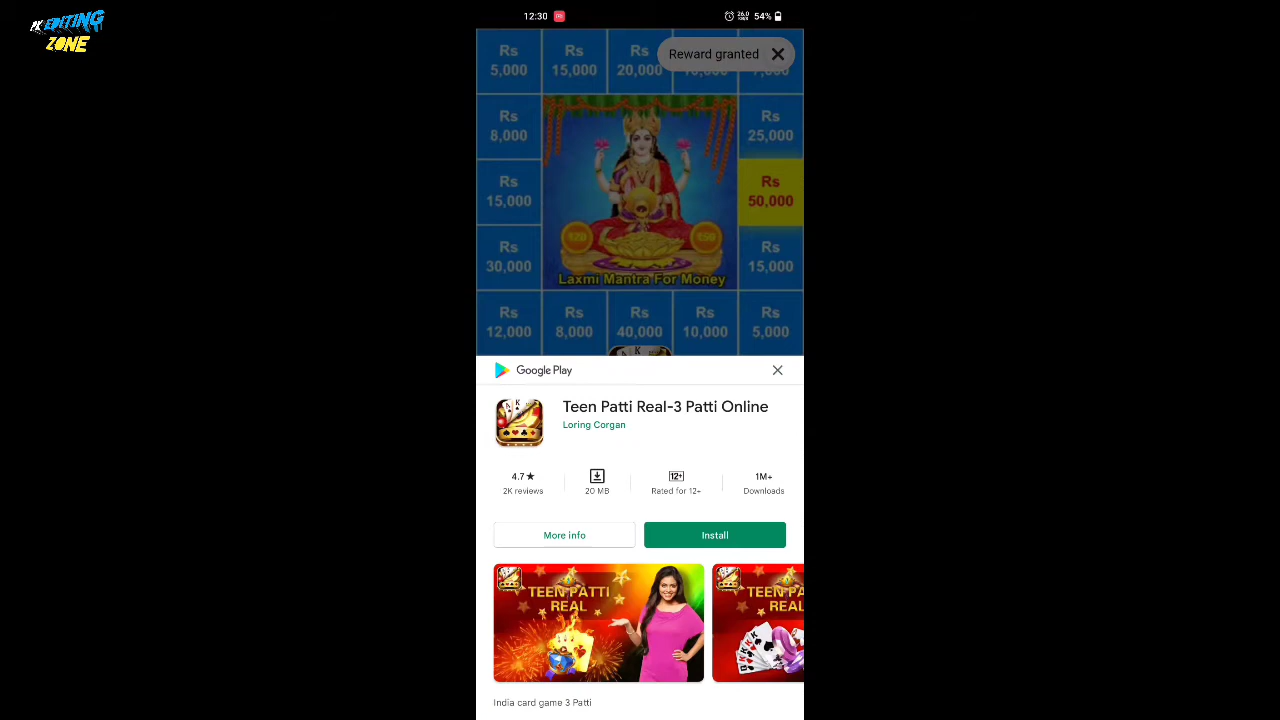 EDITING
ZONE
12:30
26.0
54%
Rs
5,000
Rs
15,000
Rs
20,000
Reward granted
Rs
8,000
Rs
25,000
Rs
15,000
Rs
50,000
Rs
30,000
120
150
Rs
15,000
Laxmi Mantra For Money
Rs
12,000
Rs
8,000
Rs
40,000
Rs
10,000
Rs
5,000
Google Play
Teen Patti Real-3 Patti Online
Loring Corgan
4.7★
12+
1M+
2K reviews
20 MB
Rated for 12+
Downloads
More info
Install
TEEN PATTI
REAL
TEEN PA
REAL
India card game 3 Patti